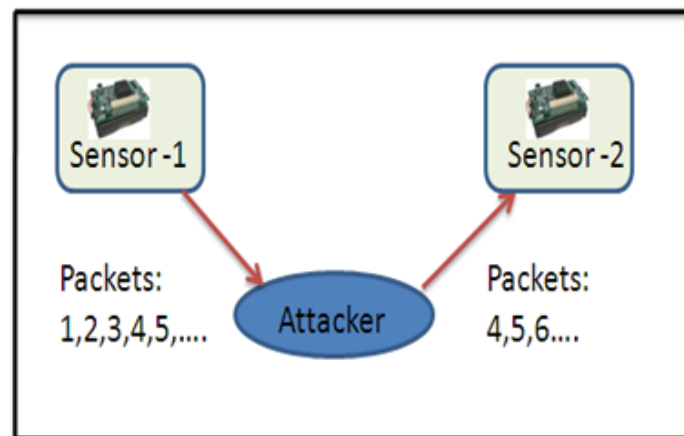 Sensor -1
Sensor -2
Packets:
1,2,3,4,5,....
Attacker
Packets:
4,5,6....